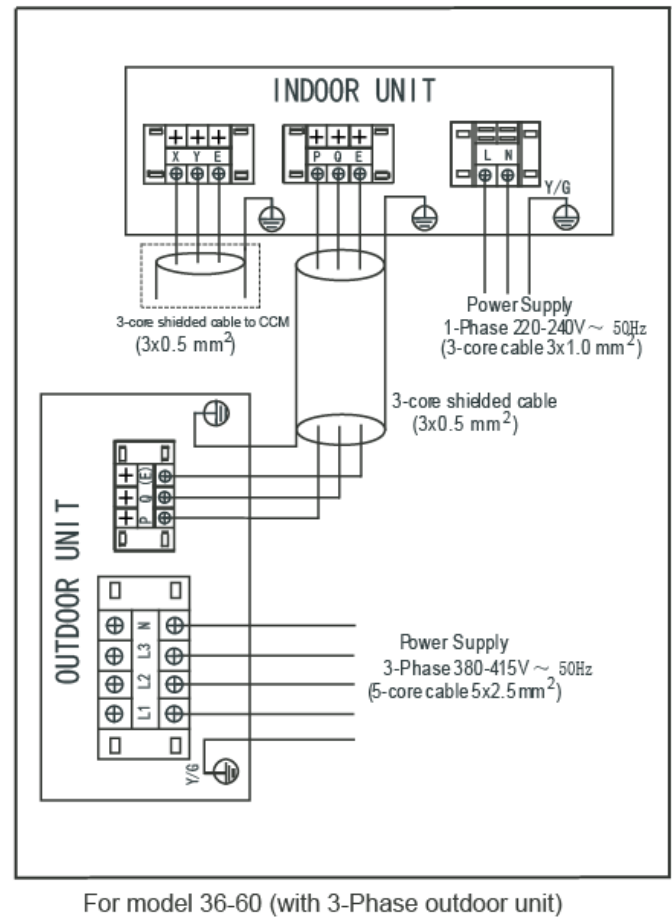 INDOOR UNIT
X Y E
P Q E
L N
Y/G
Power Supply
1-Phase 220-240V～ 50Hz
(3-core cable 3x1.0 mm²)
3-core shielded cable to CCM
(3x0.5 mm²)
3-core shielded cable
(3x0.5 mm²)
OUTDOOR UNIT
P Q (E)
L1 L2 L3 N
Y/G
Power Supply
3-Phase 380-415V～ 50Hz
(5-core cable 5x2.5mm²)
For model 36-60 (with 3-Phase outdoor unit)